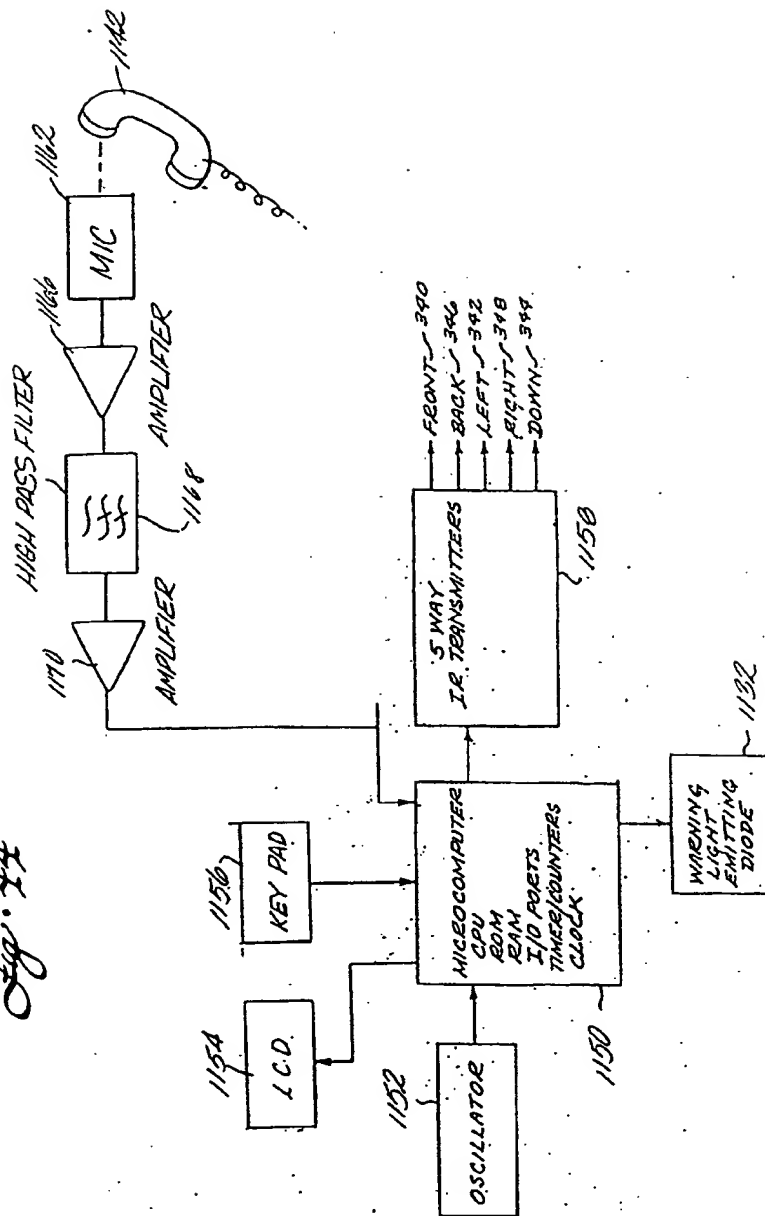 Fig.
1142
1162
MIC
1166
AMPLIFIER
HIGH PASS FILTER
1168
1170
AMPLIFIER
1156
KEY PAD
1154
L.C.D.
1152
OSCILLATOR
MICROCOMPUTER
CPU
ROM
RAM
I/O PORTS
TIMER/COUNTERS
CLOCK
1150
5 WAY
I.R. TRANSMITTERS
1158
FRONT 340
BACK 346
LEFT 342
RIGHT 348
DOWN 344
WARNING
LIGHT
EMITTING
DIODE
1132